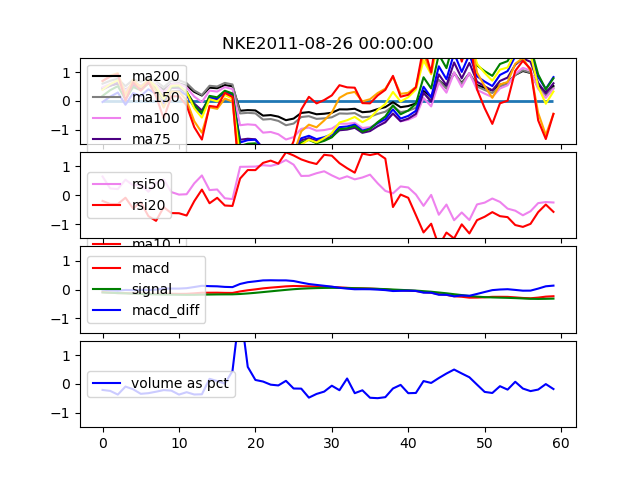 NKE2011-08-26 00:00:00
1
0
−1
ma200
ma150
ma100
ma75
ma10
1
0
−1
rsi50
rsi20
1
0
−1
macd
signal
macd_diff
1
0
−1
volume as pct
0 10 20 30 40 50 60